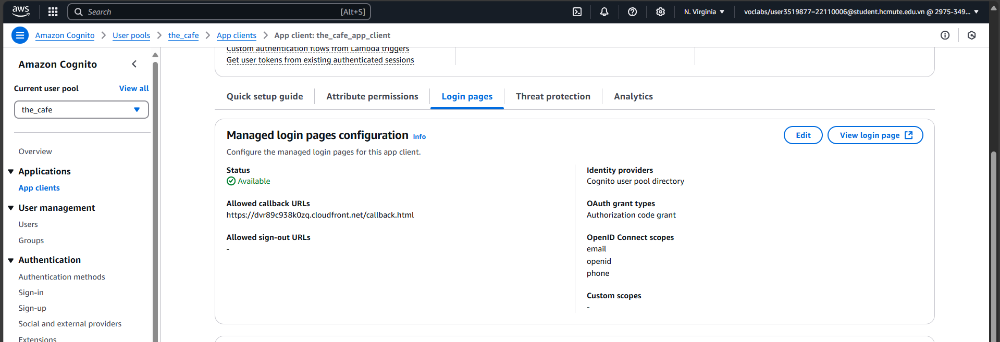 aws
Search [Alt+S]
N. Virginia
voclabs/user3519877=22110006@student.hcmute.edu.vn @ 2975-349...
Amazon Cognito
User pools
the_cafe
App clients
App client: the_cafe_app_client
Amazon Cognito
Current user pool
View all
the_cafe
Overview
Applications
App clients
User management
Users
Groups
Authentication
Authentication methods
Sign-in
Sign-up
Social and external providers
Extensions
Custom authentication flows from Lambda triggers
Get user tokens from existing authenticated sessions
Quick setup guide
Attribute permissions
Login pages
Threat protection
Analytics
Managed login pages configuration Info
Edit
View login page
Configure the managed login pages for this app client.
Status
Available
Allowed callback URLs
https://dvr89c938k0zq.cloudfront.net/callback.html
Allowed sign-out URLs
-
Identity providers
Cognito user pool directory
OAuth grant types
Authorization code grant
OpenID Connect scopes
email
openid
phone
Custom scopes
-